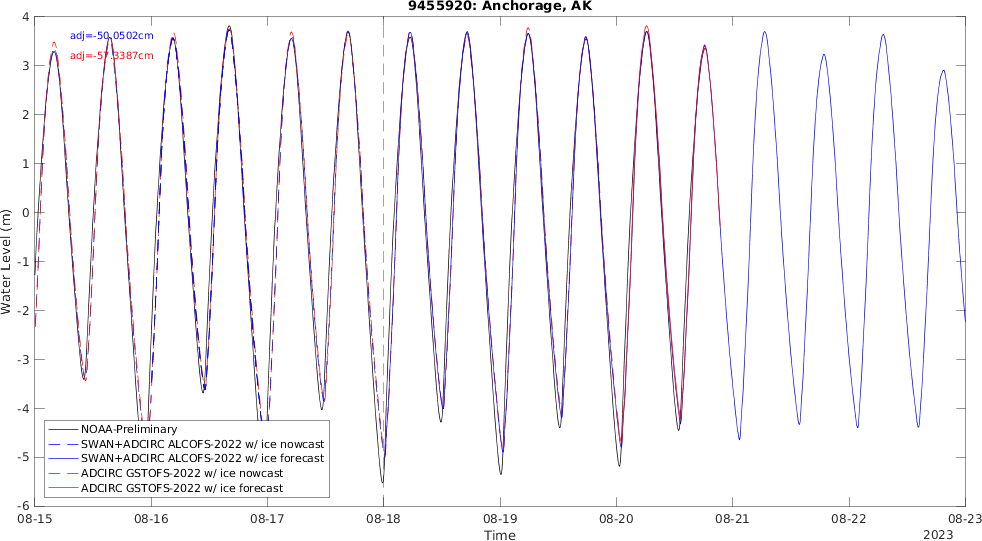 9455920: Anchorage, AK
adj=-50.0502cm
adj=-57.3387cm
4
3
2
1
0
-1
-2
-3
-4
-5
-6
Water Level (m)
NOAA-Preliminary
SWAN+ADCIRC ALCOFS-2022 w/ ice nowcast
SWAN+ADCIRC ALCOFS-2022 w/ ice forecast
ADCIRC GSTOFS-2022 w/ ice nowcast
ADCIRC GSTOFS-2022 w/ ice forecast
08-15 08-16 08-17 08-18 08-19 08-20 08-21 08-22 08-23
Time
2023